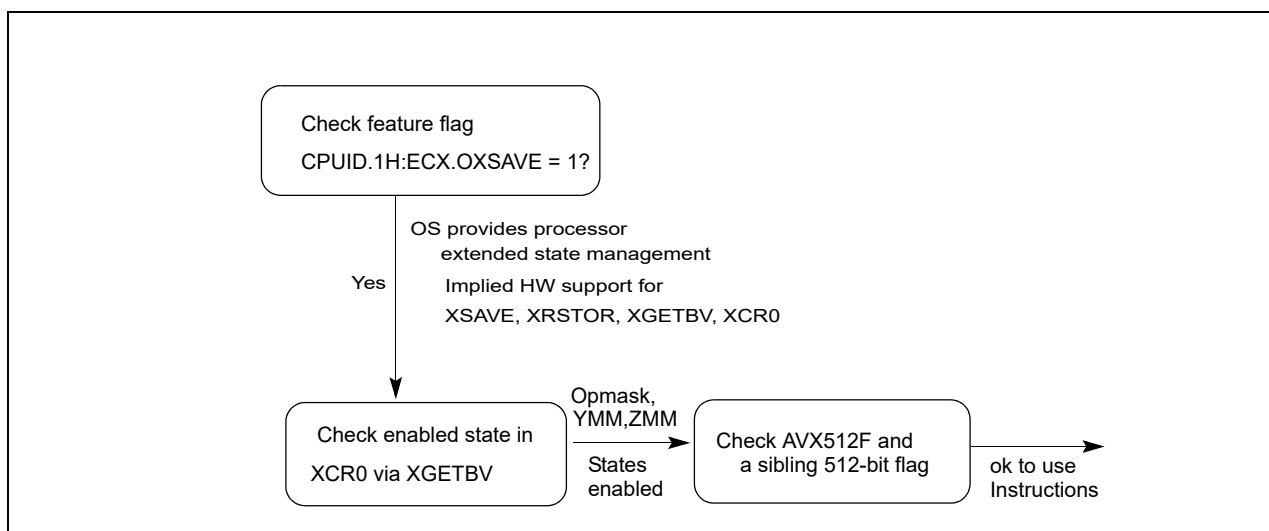 Check feature flag
CPUID.1H:ECX.OXSAVE = 1?
OS provides processor
extended state management
Yes
Implied HW support for
XSAVE, XRSTOR, XGETBV, XCR0
Check enabled state in
XCR0 via XGETBV
Opmask,
YMM,ZMM
States
enabled
Check AVX512F and
a sibling 512-bit flag
ok to use
Instructions